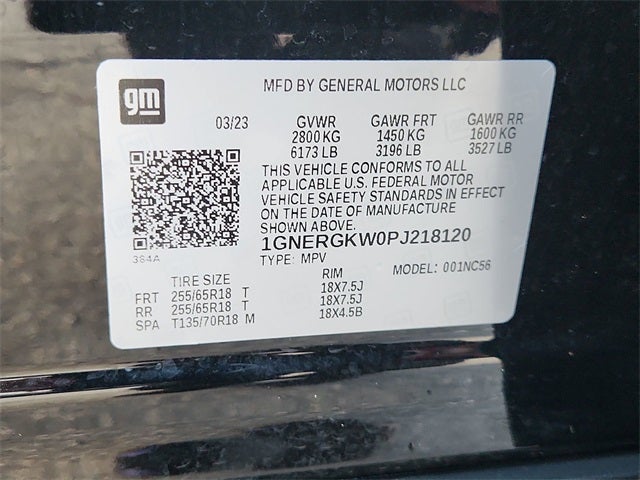 gm
MFD BY GENERAL MOTORS LLC
03/23 GVWR GAWR FRT GAWR RR
2800 KG 1450 KG 1600 KG
6173 LB 3196 LB 3527 LB
THIS VEHICLE CONFORMS TO ALL
APPLICABLE U.S. FEDERAL MOTOR
VEHICLE SAFETY STANDARDS IN EFFECT
ON THE DATE OF MANUFACTURE
SHOWN ABOVE.
1GNERGKW0PJ218120
384A
TYPE: MPV MODEL: 001NC56
TIRE SIZE RIM
FRT 255/65R18 T 18X7.5J
RR 255/65R18 T 18X7.5J
SPA T135/70R18 M 18X4.5B